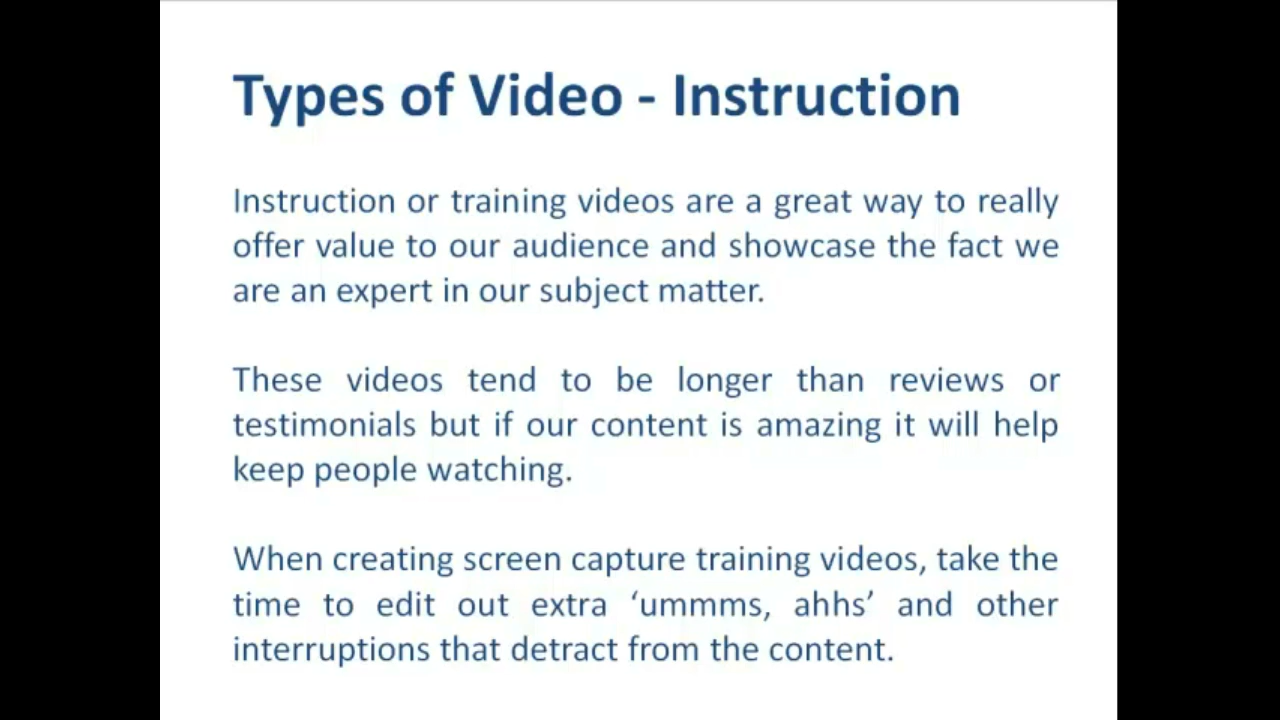 Types of Video - Instruction
Instruction or training videos are a great way to really
offer value to our audience and showcase the fact we
are an expert in our subject matter.
These videos tend to be longer than reviews or
testimonials but if our content is amazing it will help
keep people watching.
When creating screen capture training videos, take the
time to edit out extra ‘ummms, ahhs’ and other
interruptions that detract from the content.